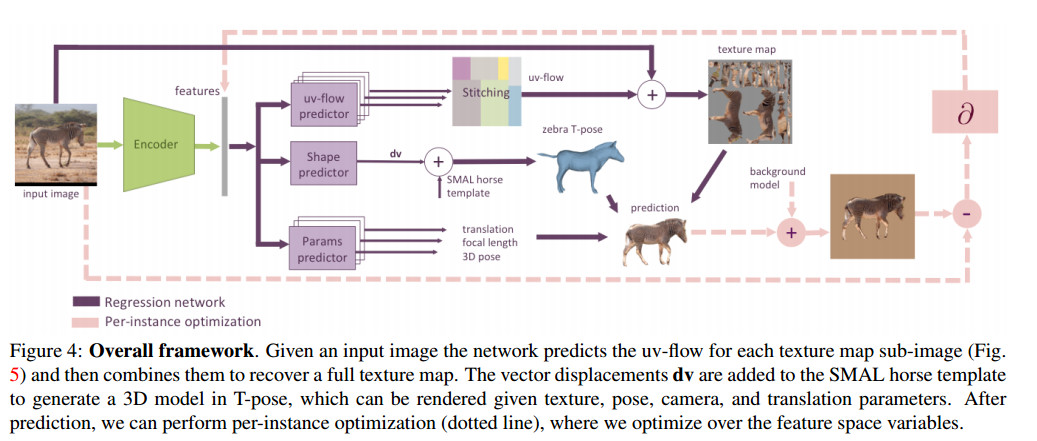 texture map
features
uv-flow
predictor
Stitching
uv-flow
+
∂
Encoder
input image
zebra T-pose
Shape
predictor
dv
+
SMAL horse
template
background
model
prediction
+
-
Params
predictor
translation
focal length
3D pose
Regression network
Per-instance optimization
Figure 4: Overall framework. Given an input image the network predicts the uv-flow for each texture map sub-image (Fig.
5) and then combines them to recover a full texture map. The vector displacements dv are added to the SMAL horse template
to generate a 3D model in T-pose, which can be rendered given texture, pose, camera, and translation parameters. After
prediction, we can perform per-instance optimization (dotted line), where we optimize over the feature space variables.